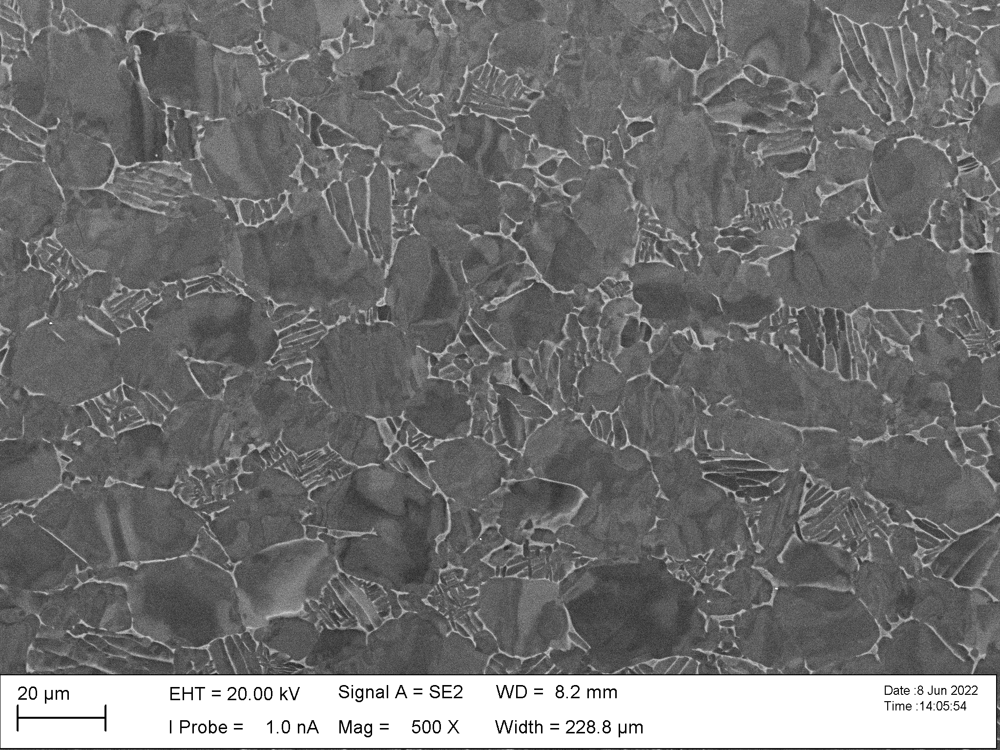 20 µm
EHT = 20.00 kV
Signal A = SE2
WD = 8.2 mm
Date :8 Jun 2022
Time :14:05:54
I Probe = 1.0 nA
Mag = 500 X
Width = 228.8 µm